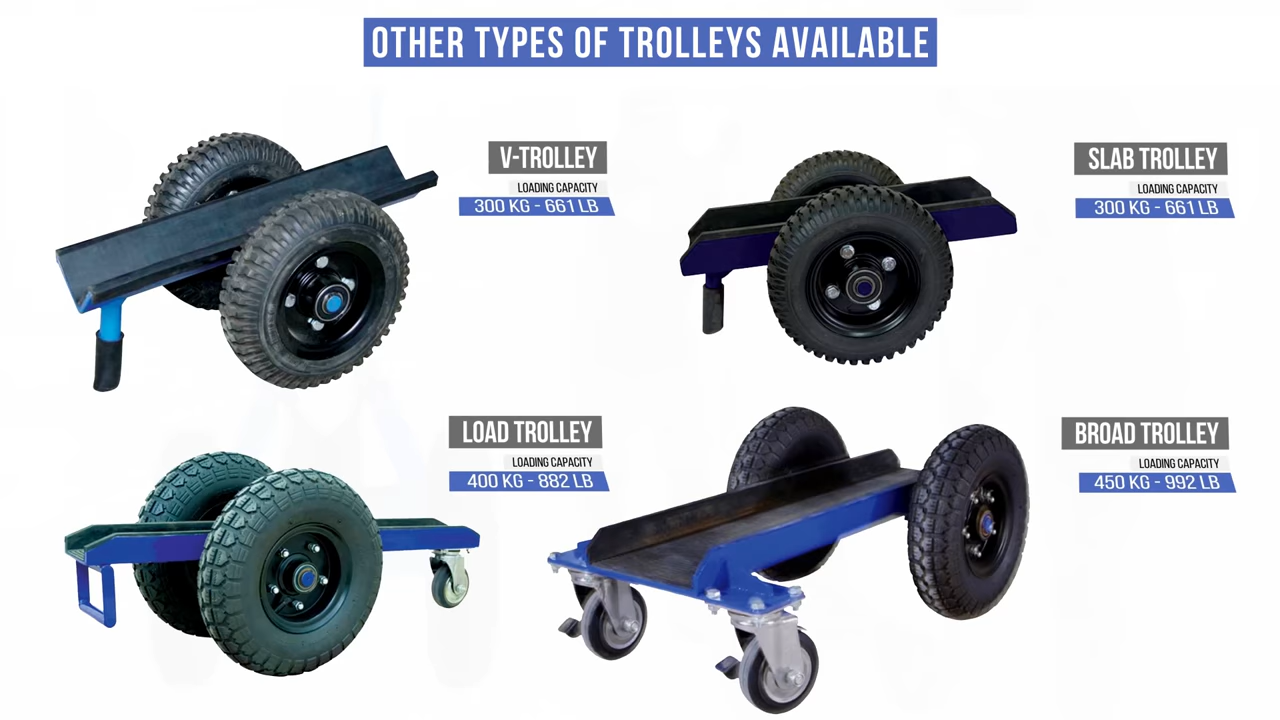 OTHER TYPES OF TROLLEYS AVAILABLE
V-TROLLEY
LOADING CAPACITY
300 KG - 661 LB
SLAB TROLLEY
LOADING CAPACITY
300 KG - 661 LB
LOAD TROLLEY
LOADING CAPACITY
400 KG - 882 LB
BROAD TROLLEY
LOADING CAPACITY
450 KG - 992 LB